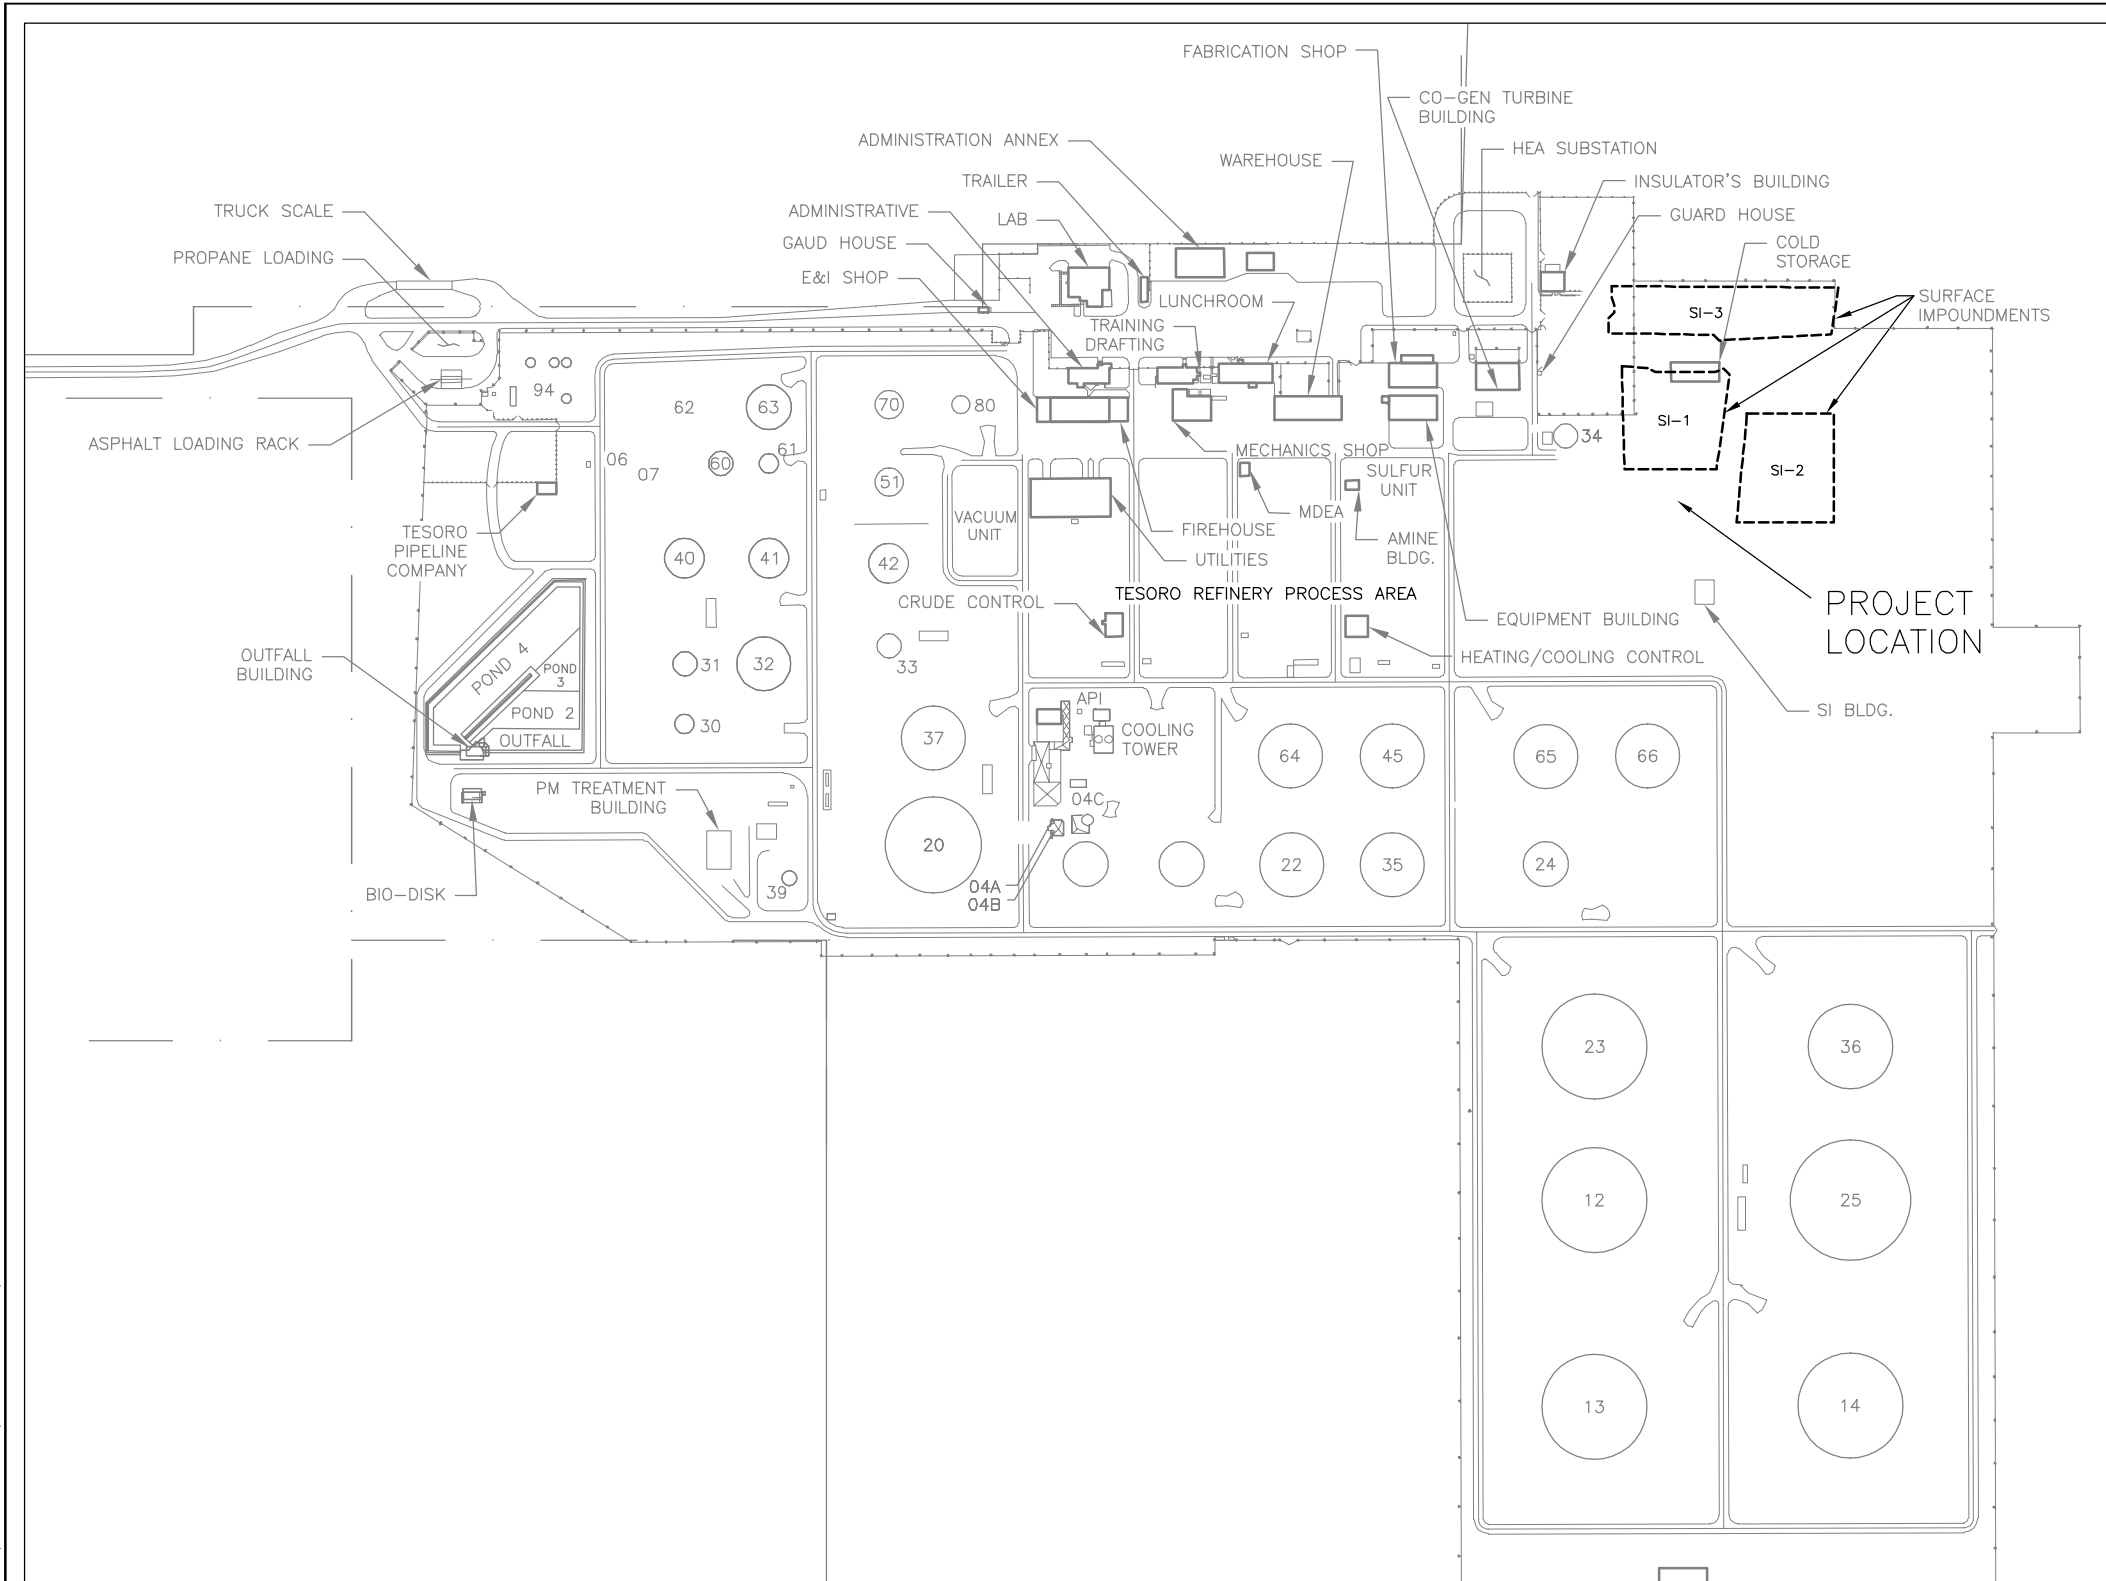 FABRICATION SHOP
CO-GEN TURBINE
BUILDING
ADMINISTRATION ANNEX
HEA SUBSTATION
WAREHOUSE
TRAILER
INSULATOR'S BUILDING
TRUCK SCALE
ADMINISTRATIVE
LAB
GUARD HOUSE
GAUD HOUSE
COLD
STORAGE
PROPANE LOADING
E&I SHOP
LUNCHROOM
SURFACE
IMPOUNDMENTS
SI-3
TRAINING
DRAFTING
94
62
63
70
80
SI-1
34
ASPHALT LOADING RACK
MECHANICS SHOP
61
06
07
60
SULFUR
UNIT
SI-2
51
MDEA
VACUUM
UNIT
TESORO
PIPELINE
COMPANY
FIREHOUSE
AMINE
BLDG.
UTILITIES
40
41
42
TESORO REFINERY PROCESS AREA
CRUDE CONTROL
PROJECT
LOCATION
EQUIPMENT BUILDING
OUTFALL
BUILDING
POND 4
POND
3
31
32
33
HEATING/COOLING CONTROL
POND 2
OUTFALL
30
API
SI BLDG.
37
COOLING
TOWER
64
45
65
66
PM TREATMENT
BUILDING
04C
20
22
35
24
BIO-DISK
39
04A
04B
23
36
12
25
13
14